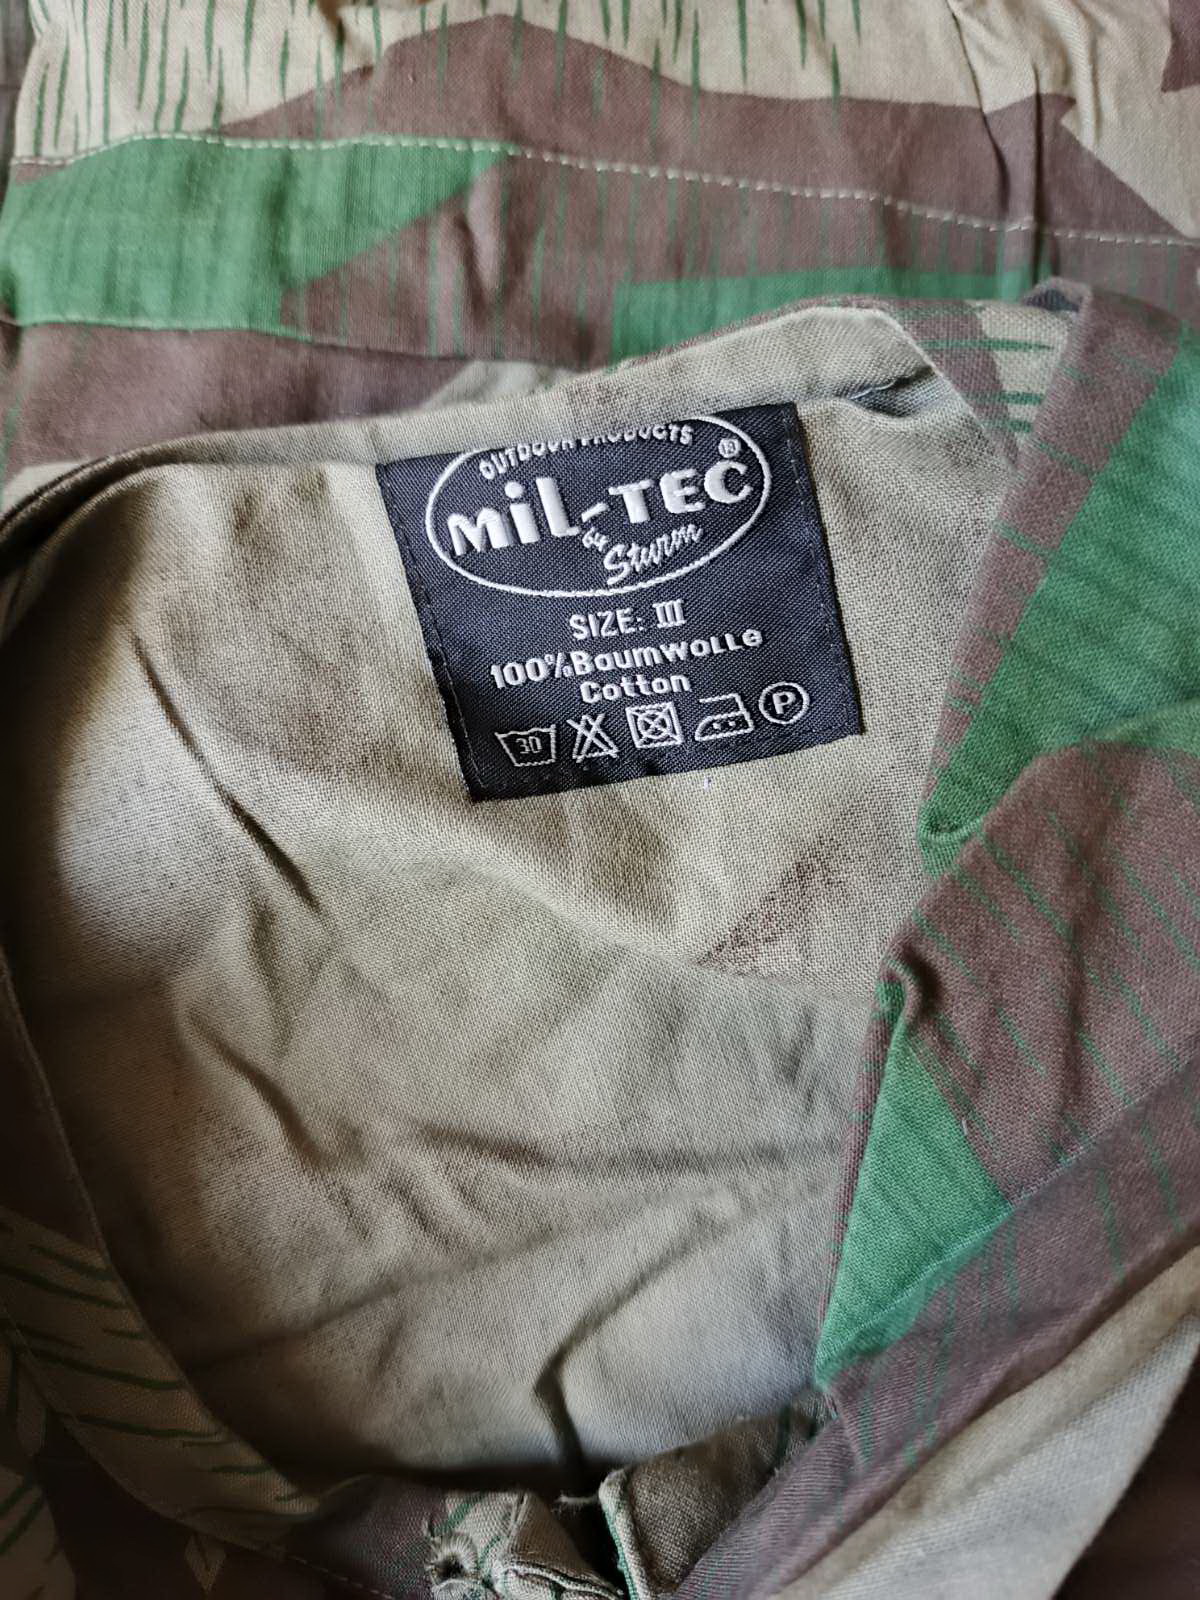 OUTDOOR PRODUCTS
MiL-TEC®
by Sturm
SIZE: III
100%Baumwolle
Cotton
30
P